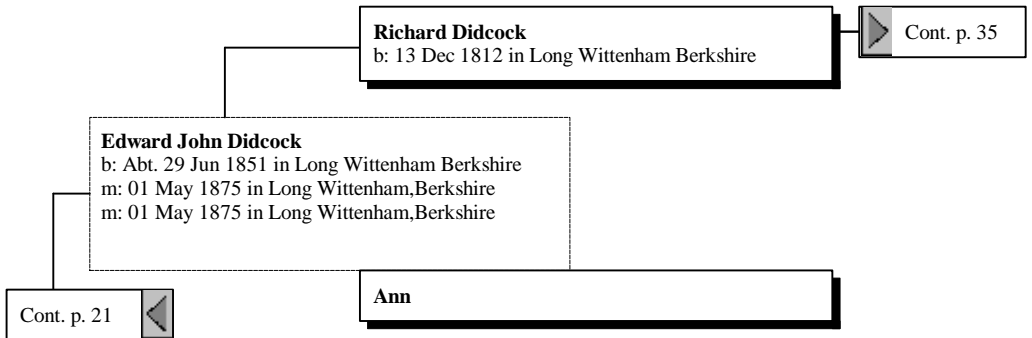 Richard Didcock
b: 13 Dec 1812 in Long Wittenham Berkshire
Cont. p. 35
Edward John Didcock
b: Abt. 29 Jun 1851 in Long Wittenham Berkshire
m: 01 May 1875 in Long Wittenham,Berkshire
m: 01 May 1875 in Long Wittenham,Berkshire
Ann
Cont. p. 21